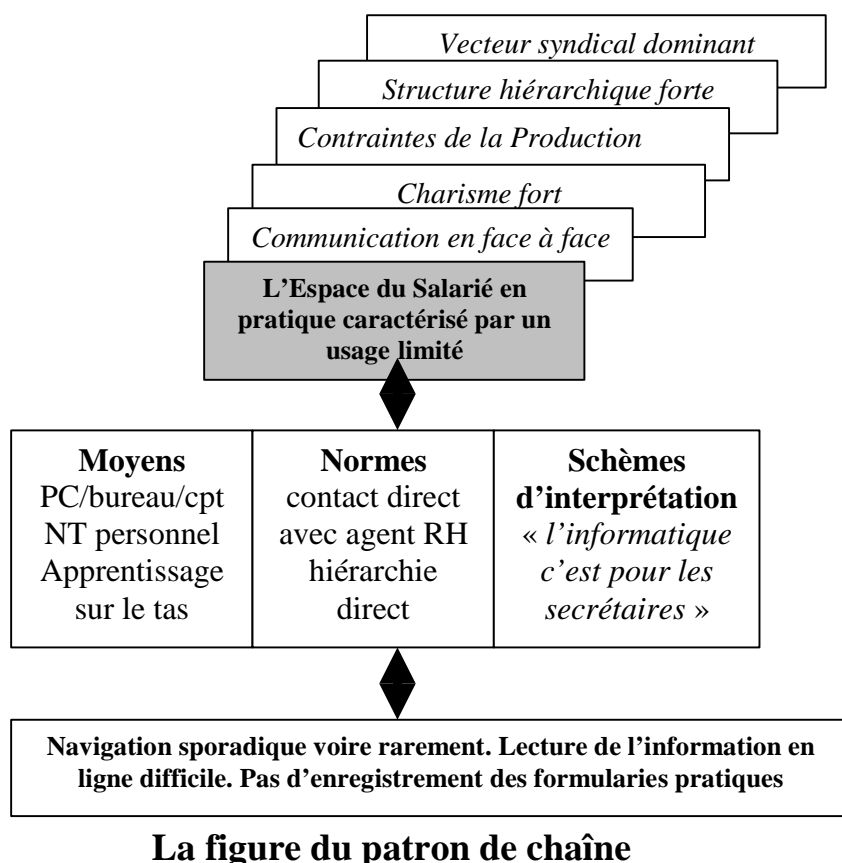 Vecteur syndical dominant
Structure hiérarchique forte
Contraintes de la Production
Charisme fort
Communication en face à face
L’Espace du Salarié en
pratique caractérisé par un
usage limité
Moyens
PC/bureau/cpt
NT personnel
Apprentissage
sur le tas
Normes
contact direct
avec agent RH
hiérarchie
direct
Schèmes
d’interprétation
« l’informatique
c’est pour les
secrétaires »
Navigation sporadique voire rarement. Lecture de l’information en
ligne difficile. Pas d’enregistrement des formularies pratiques
La figure du patron de chaîne